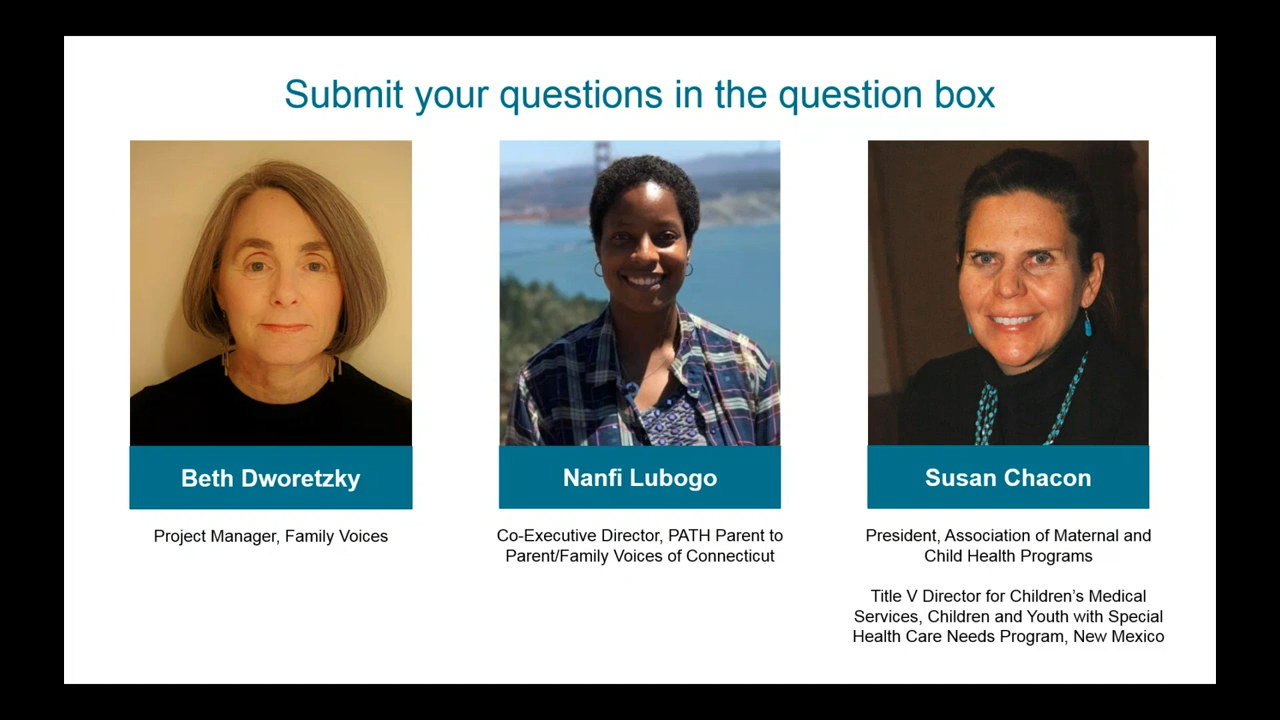 Submit your questions in the question box
Beth Dworetzky
Project Manager, Family Voices
Nanfi Lubogo
Co-Executive Director, PATH Parent to
Parent/Family Voices of Connecticut
Susan Chacon
President, Association of Maternal and
Child Health Programs
Title V Director for Children’s Medical
Services, Children and Youth with Special
Health Care Needs Program, New Mexico